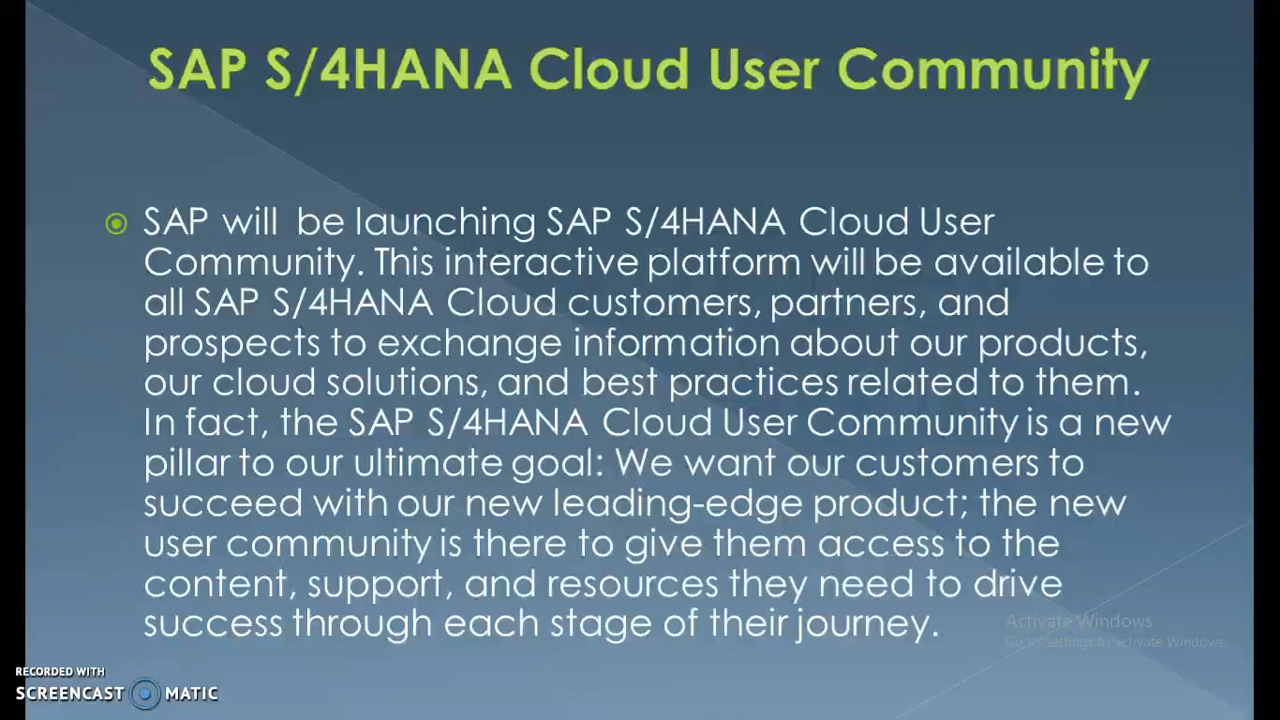 SAP S/4HANA Cloud User Community
SAP will be launching SAP S/4HANA Cloud User
Community. This interactive platform will be available to
all SAP S/4HANA Cloud customers, partners, and
prospects to exchange information about our products,
our cloud solutions, and best practices related to them.
In fact, the SAP S/4HANA Cloud User Community is a new
pillar to our ultimate goal: We want our customers to
succeed with our new leading-edge product; the new
user community is there to give them access to the
content, support, and resources they need to drive
success through each stage of their journey.
Activate Windows
Go to Settings to activate Windows.
RECORDED WITH
SCREENCAST MATIC